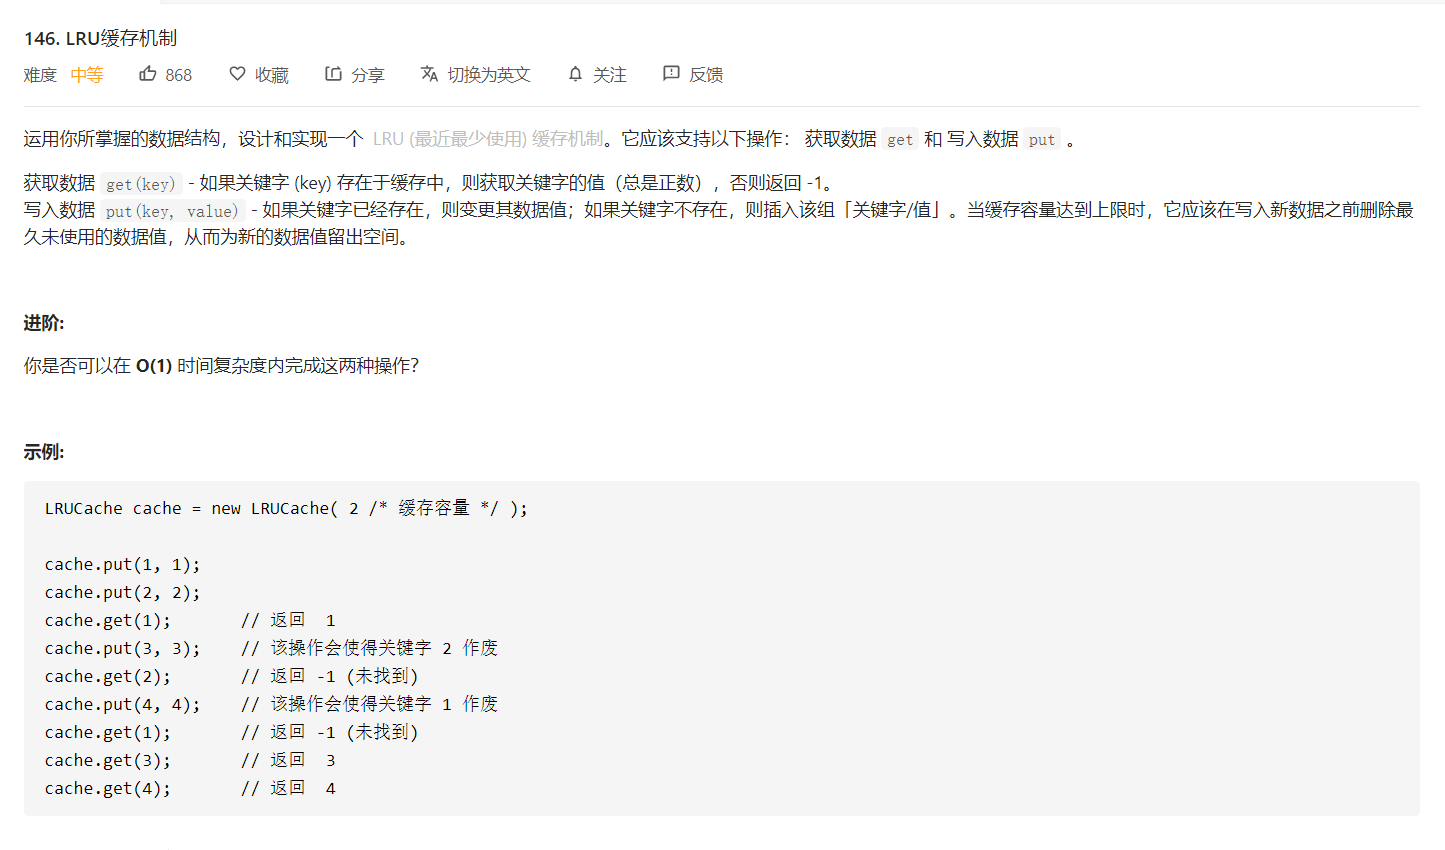 146. LRU缓存机制
难度 中等 868 收藏 分享 切换为英文 关注 反馈
运用你所掌握的数据结构，设计和实现一个 LRU (最近最少使用) 缓存机制。它应该支持以下操作： 获取数据 get 和 写入数据 put 。
获取数据 get(key) - 如果关键字 (key) 存在于缓存中，则获取关键字的值（总是正数），否则返回 -1。
写入数据 put(key, value) - 如果关键字已经存在，则变更其数据值；如果关键字不存在，则插入该组「关键字/值」。当缓存容量达到上限时，它应该在写入新数据之前删除最
久未使用的数据值，从而为新的数据值留出空间。
进阶:
你是否可以在 O(1) 时间复杂度内完成这两种操作？
示例:
LRUCache cache = new LRUCache( 2 /* 缓存容量 */ );
cache.put(1, 1);
cache.put(2, 2);
cache.get(1);       // 返回  1
cache.put(3, 3);    // 该操作会使得关键字 2 作废
cache.get(2);       // 返回 -1 (未找到)
cache.put(4, 4);    // 该操作会使得关键字 1 作废
cache.get(1);       // 返回 -1 (未找到)
cache.get(3);       // 返回  3
cache.get(4);       // 返回  4